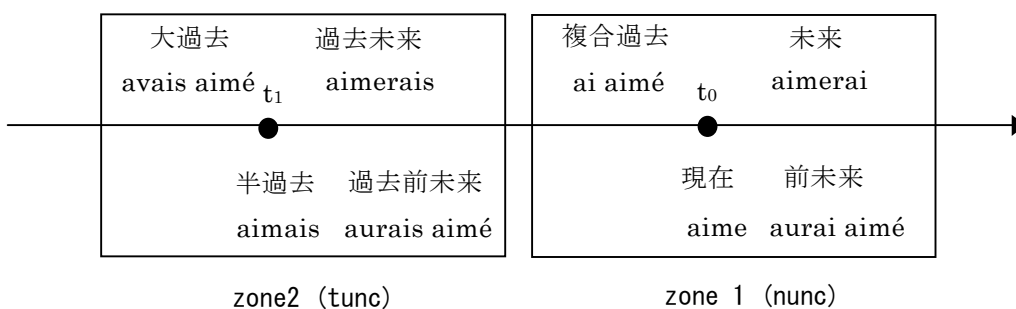 大過去 過去未来
avais aimé t₁ aimerais
半過去 過去前未来
aimais aurais aimé
zone2 (tunc)
複合過去 未来
ai aimé t₀ aimerai
現在 前未来
aime aurai aimé
zone 1 (nunc)